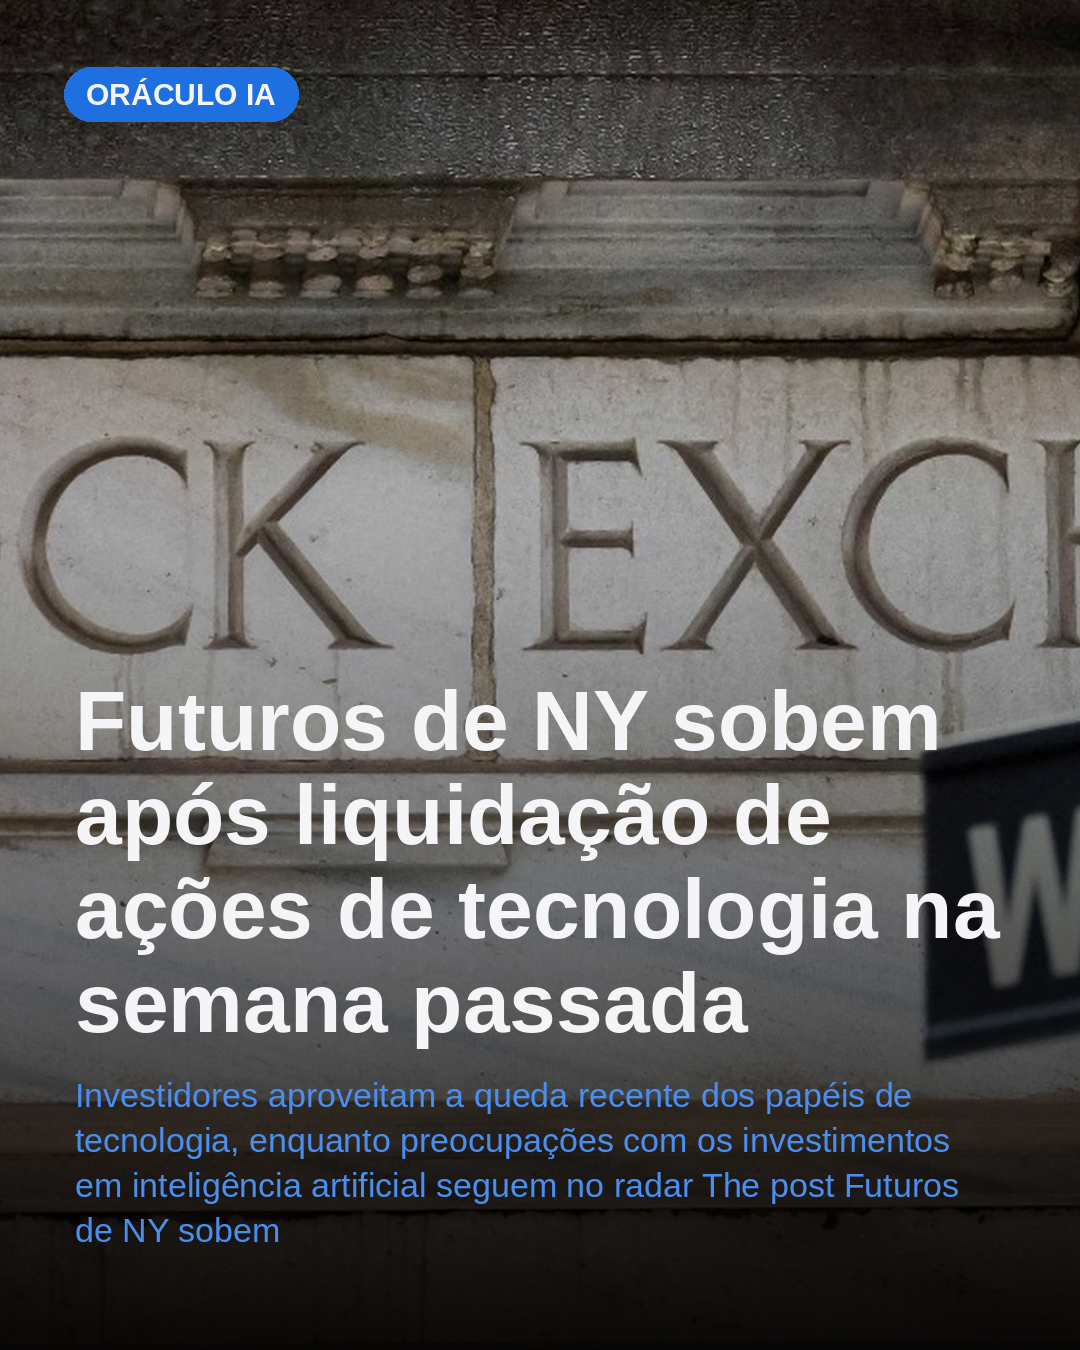 ORÁCULO IA
CK EXCH
Futuros de NY sobem
após liquidação de
ações de tecnologia na
semana passada
W
Investidores aproveitam a queda recente dos papéis de
tecnologia, enquanto preocupações com os investimentos
em inteligência artificial seguem no radar The post Futuros
de NY sobem